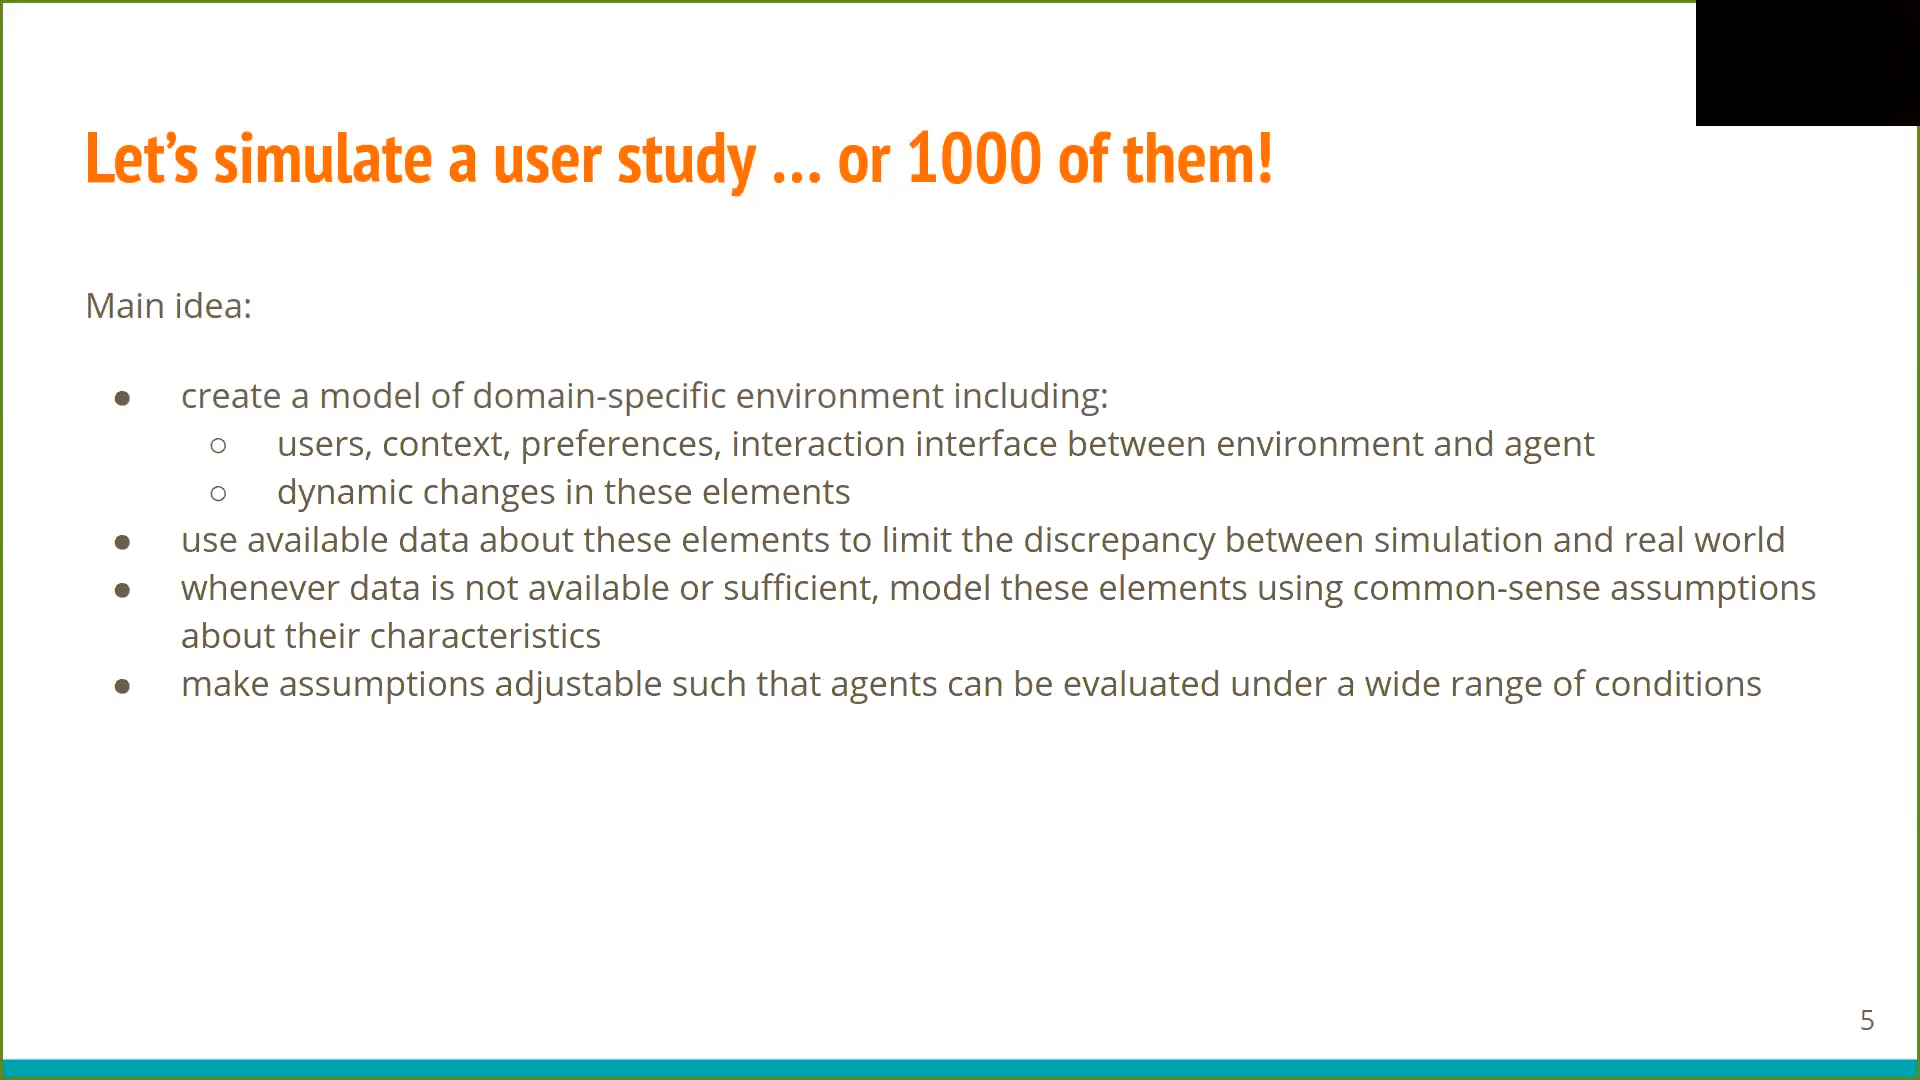 Let’s simulate a user study … or 1000 of them!
Main idea:
● create a model of domain-specific environment including:
○ users, context, preferences, interaction interface between environment and agent
○ dynamic changes in these elements
● use available data about these elements to limit the discrepancy between simulation and real world
● whenever data is not available or sufficient, model these elements using common-sense assumptions
about their characteristics
● make assumptions adjustable such that agents can be evaluated under a wide range of conditions
5